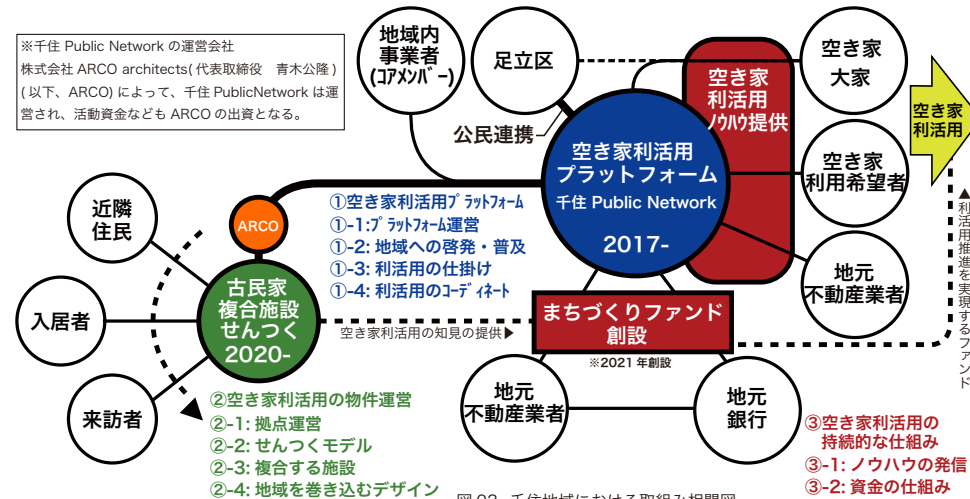 ※千住 Public Network の運営会社
株式会社 ARCO architects(代表取締役　青木公隆)
(以下、ARCO) によって、千住 PublicNetwork は運
営され、活動資金なども ARCO の出資となる。
地域内
事業者
(ｺｱﾒﾝﾊﾞｰ)
足立区
公民連携
空き家
利活用
ﾉｳﾊｳ提供
空き家
大家
空き家
利活用
空き家利活用
プラットフォーム
千住 Public Network
2017-
空き家
利用希望者
地元
不動産業者
▲利活用推進を実現するファンド
近隣
住民
ARCO
①空き家利活用ﾌﾟﾗｯﾄﾌｫｰﾑ
①-1:ﾌﾟﾗｯﾄﾌｫｰﾑ運営
①-2: 地域への啓発・普及
①-3: 利活用の仕掛け
①-4: 利活用のｺｰﾃﾞｨﾈｰﾄ
入居者
古民家
複合施設
せんつく
2020-
空き家利活用の知見の提供▶
まちづくりファンド
創設
※2021 年創設
来訪者
地元
不動産業者
地元
銀行
②空き家利活用の物件運営
②-1: 拠点運営
②-2: せんつくモデル
②-3: 複合する施設
②-4: 地域を巻き込むデザイン
③空き家利活用の
持続的な仕組み
③-1: ノウハウの発信
③-2: 資金の仕組み